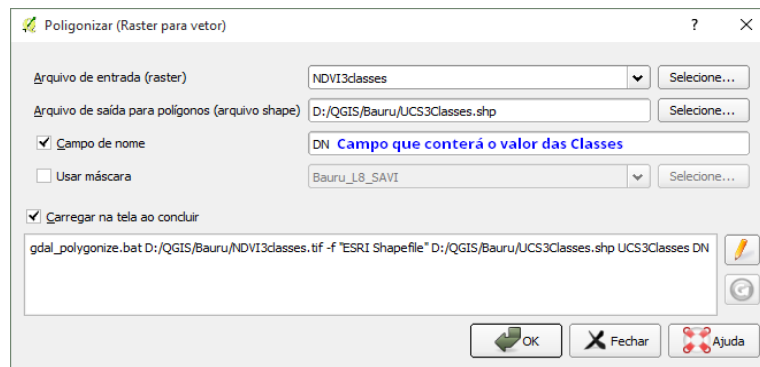 Poligonizar (Raster para vetor)
Arquivo de entrada (raster) NDVI3classes Selecione...
Arquivo de saída para polígonos (arquivo shape) D:/QGIS/Bauru/UCS3Classes.shp Selecione...
Campo de nome DN Campo que conterá o valor das Classes
Usar máscara Bauru_L8_SAVI Selecione...
Carregar na tela ao concluir
gdal_polygonize.bat D:/QGIS/Bauru/NDVI3classes.tif -f "ESRI Shapefile" D:/QGIS/Bauru/UCS3Classes.shp UCS3Classes DN
OK Fechar Ajuda